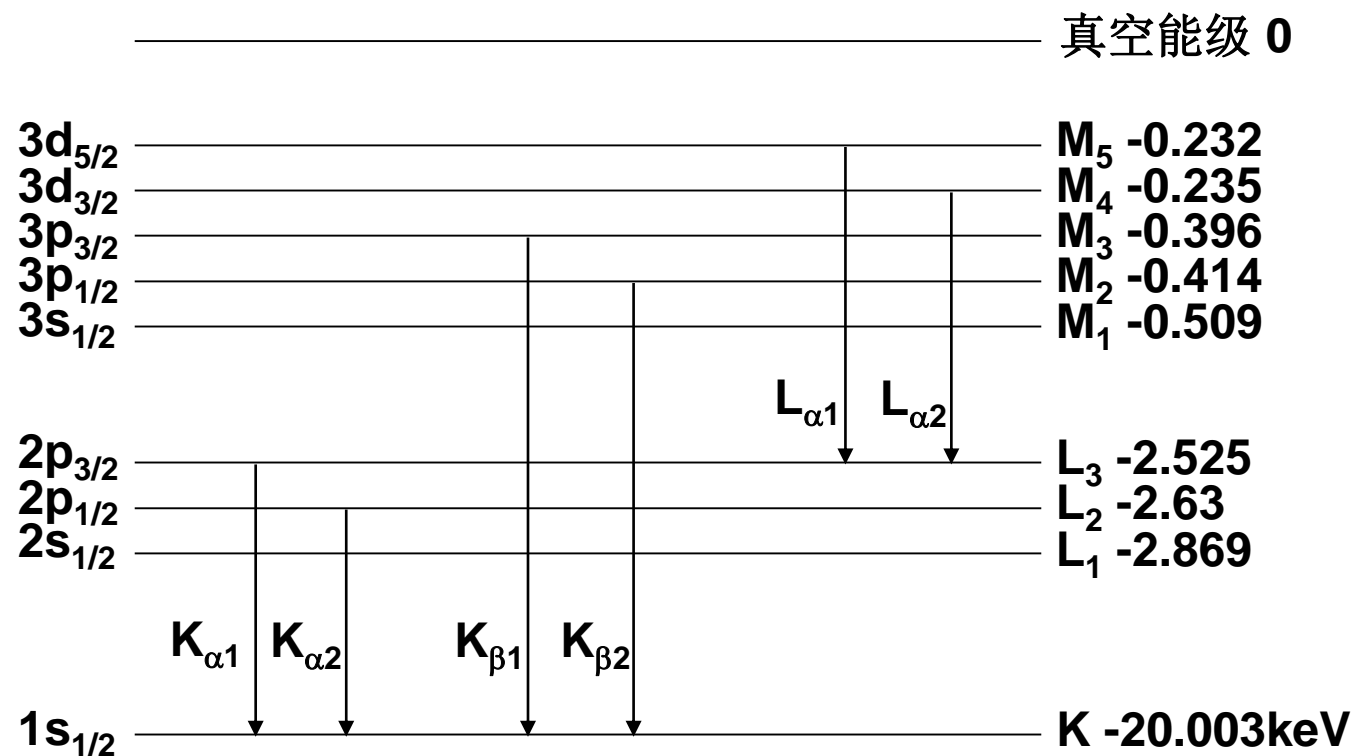 真空能级 0
3d5/2 M5 -0.232
3d3/2 M4 -0.235
3p3/2 M3 -0.396
3p1/2 M2 -0.414
3s1/2 M1 -0.509
Lα1 Lα2
2p3/2 L3 -2.525
2p1/2 L2 -2.63
2s1/2 L1 -2.869
Kα1 Kα2 Kβ1 Kβ2
1s1/2 K -20.003keV